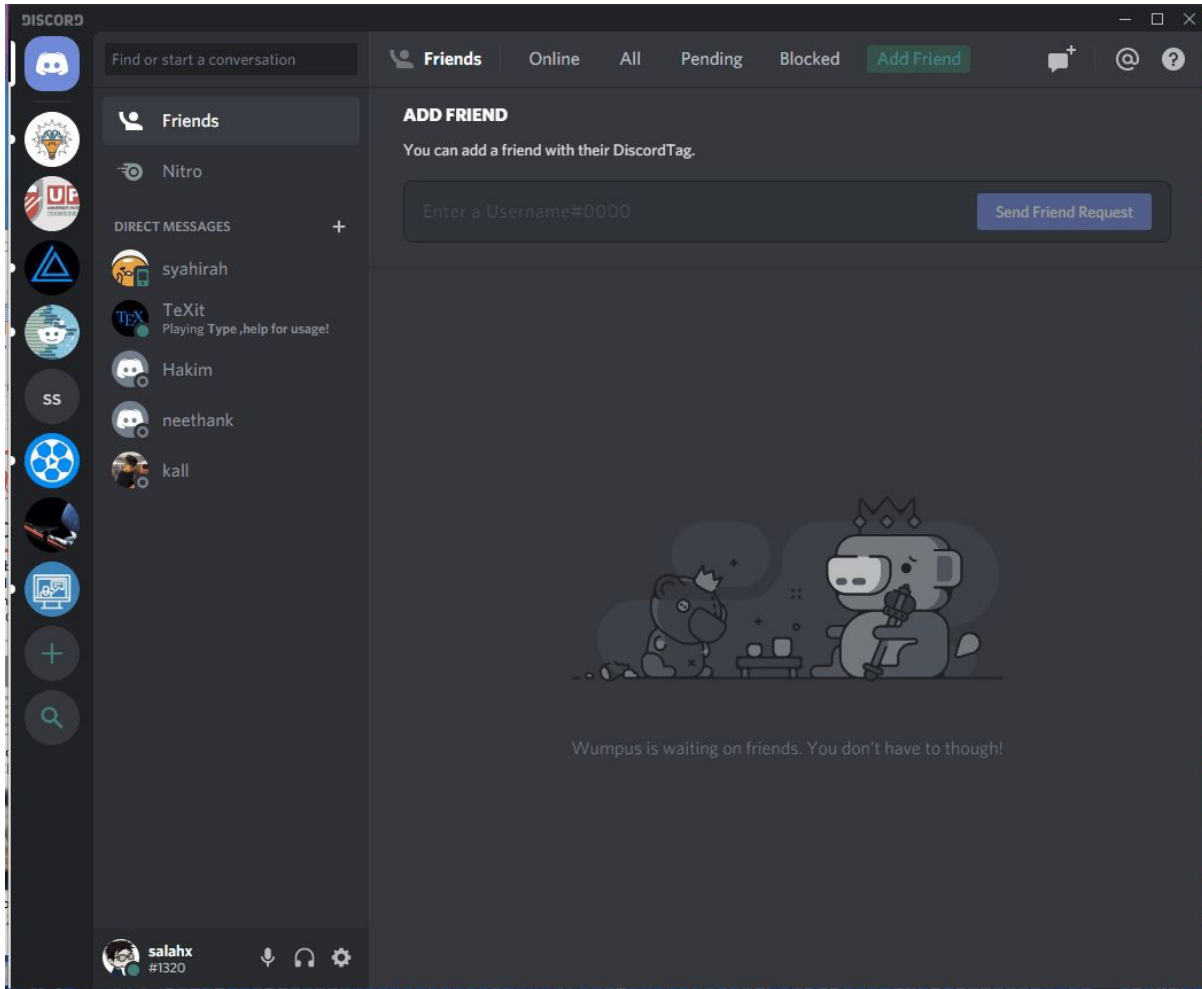 DISCORD
Find or start a conversation
Friends
Online
All
Pending
Blocked
Add Friend
Friends
Nitro
DIRECT MESSAGES
syahirah
TeXit
Playing Type ,help for usage!
Hakim
neethank
kall
UP
SS
TEX
ADD FRIEND
You can add a friend with their DiscordTag.
Enter a Username#0000
Send Friend Request
Wumpus is waiting on friends. You don't have to though!
salahx
#1320